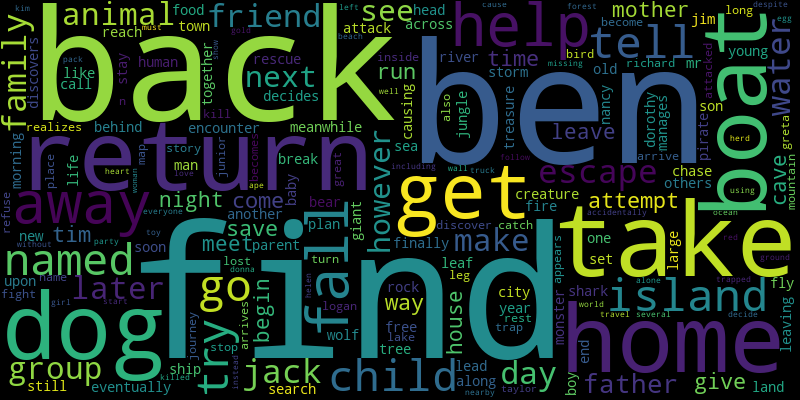 kim
animal
food
friend
see
head
across
mother
cause
left
forest
despite
must
gold
town
reach
attack
become
jim
long
egg
beach
family
discovers
back
ben
help
tell
boat
water
like
call
stay
human
rescue
together
next
decides
inside
run
river
time
storm
bird
old
richard
missing
mr
young
pack
n
kill
show
well
causing
also
jungle
treasure
nancy
dorothy
manages
attacked
son
pirate
herd
greta
mountain
realizes
behind
encounter
meanwhile
sea
leave
arrive
chase
others
cave
using
morning
place
return
life
story
man
map
junior
becomes
break
great
including
wall
truck
escape
heart
woman
love
ape
follow
creature
fire
attempt
refuse
away
night
come
another
baby
bear
giant
however
get
take
ocean
everyone
without
party
toy
save
plan
discover
catch
accidentally
red
ground
new
tim
soon
meet
parent
finally
make
one
set
large
appears
trapped
named
find
fall
lost
donna
turn
leaf
leg
alone
upon
name
later
go
helen
logan
rock
way
city
year
rest
trap
shark
fly
fight
girl
start
journey
arrives
begin
free
lake
house
monster
island
world
travel
several
decide
leaving
dog
try
stop
wolf
tree
home
end
group
still
eventually
killed
ship
instead
jack
search
child
lead
along
nearby
day
taylor
boy
father
give
land